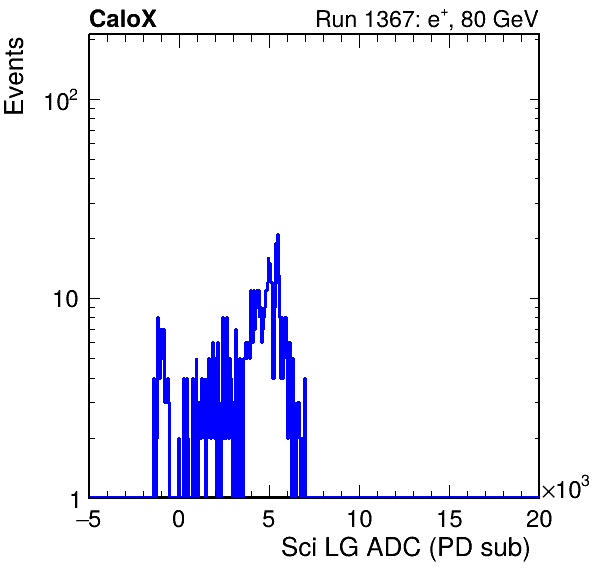 CaloX
Run 1367: e⁺, 80 GeV
Events
10²
10
1
−5 0 5 10 15 20
×10³
Sci LG ADC (PD sub)